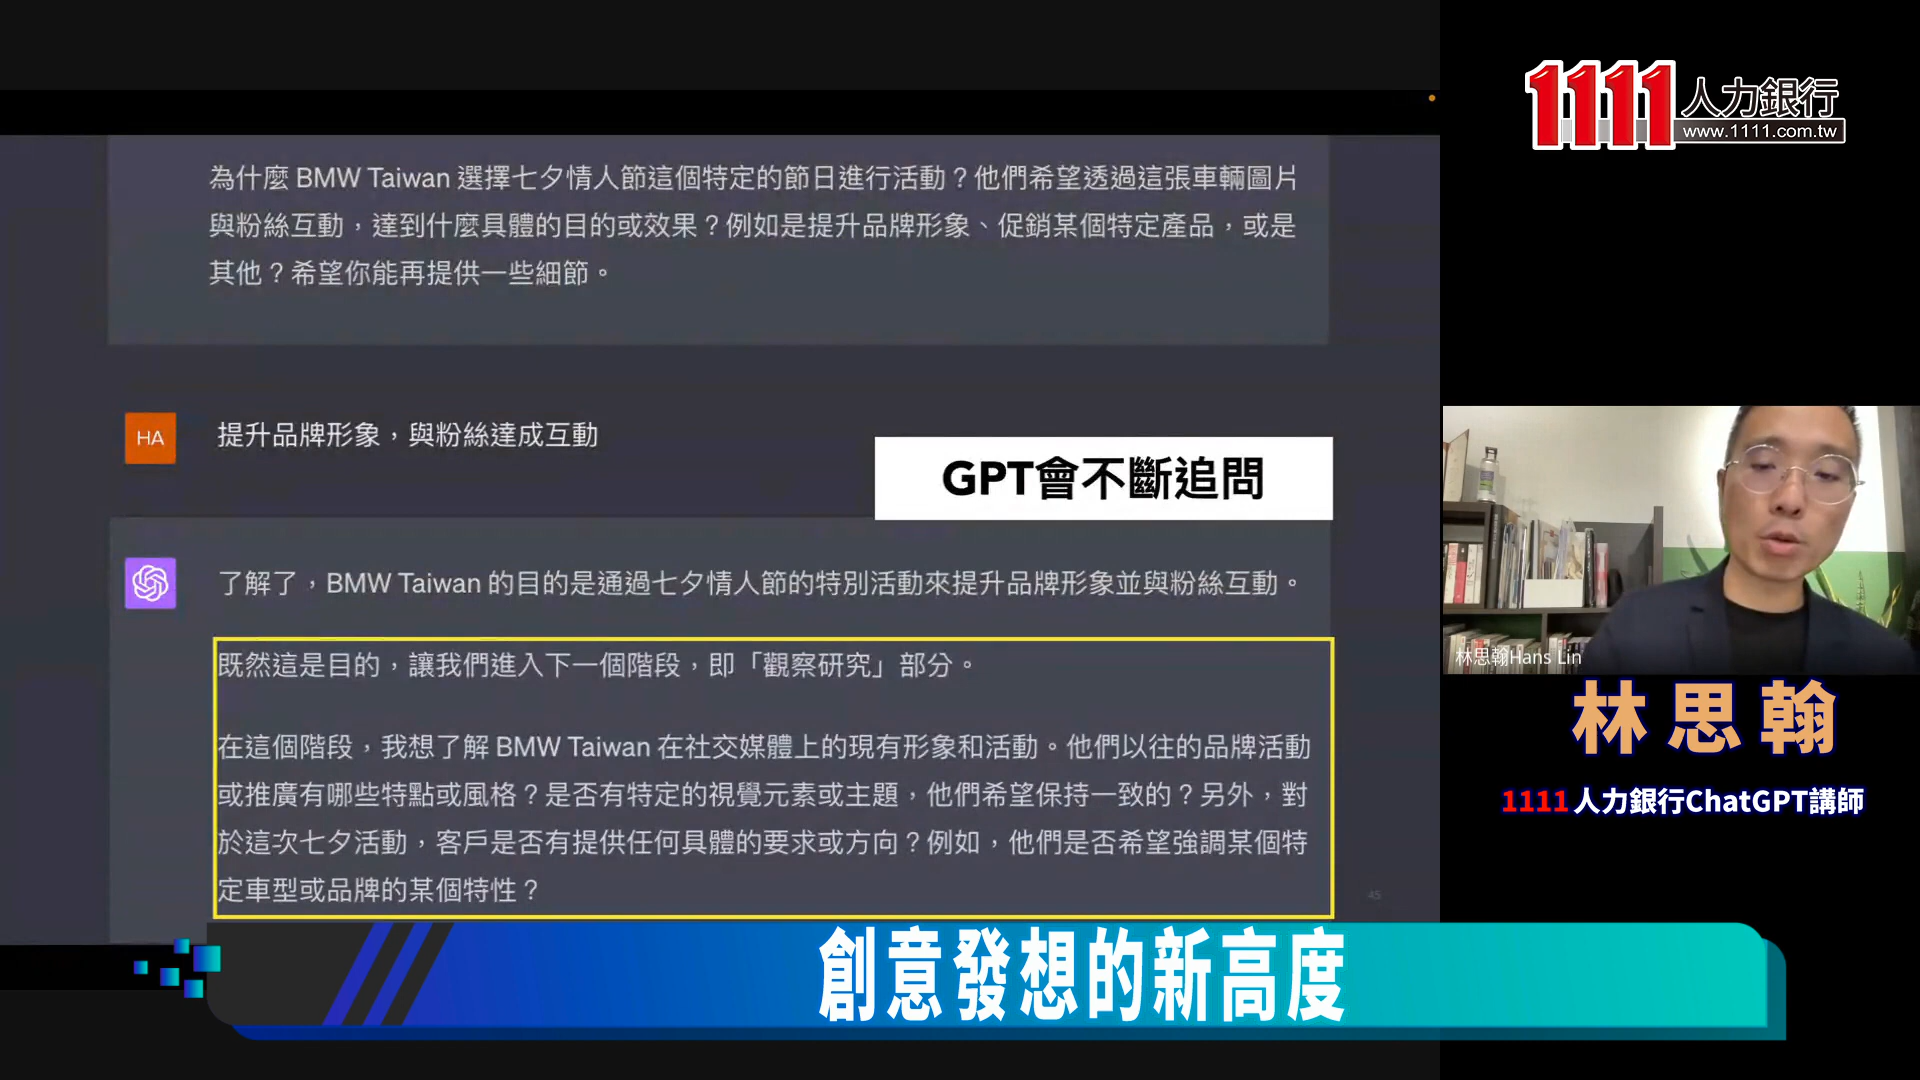 為什麼 BMW Taiwan 選擇七夕情人節這個特定的節日進行活動？他們希望透過這張車輛圖片
與粉絲互動，達到什麼具體的目的或效果？例如是提升品牌形象、促銷某個特定產品，或是
其他？希望你能再提供一些細節。
HA
提升品牌形象，與粉絲達成互動
GPT會不斷追問
了解了，BMW Taiwan 的目的是通過七夕情人節的特別活動來提升品牌形象並與粉絲互動。
既然這是目的，讓我們進入下一個階段，即「觀察研究」部分。
在這個階段，我想了解 BMW Taiwan 在社交媒體上的現有形象和活動。他們以往的品牌活動
或推廣有哪些特點或風格？是否有特定的視覺元素或主題，他們希望保持一致的？另外，對
於這次七夕活動，客戶是否有提供任何具體的要求或方向？例如，他們是否希望強調某個特
定車型或品牌的某個特性？
45
1111人力銀行
www.1111.com.tw
林思翰Hans Lin
林思翰
1111人力銀行ChatGPT講師
創意發想的新高度